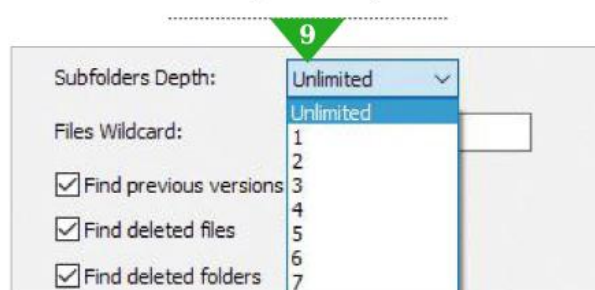 9
Subfolders Depth: Unlimited
Unlimited
Files Wildcard:
1
2
Find previous versions 3
4
Find deleted files 5
6
Find deleted folders 7